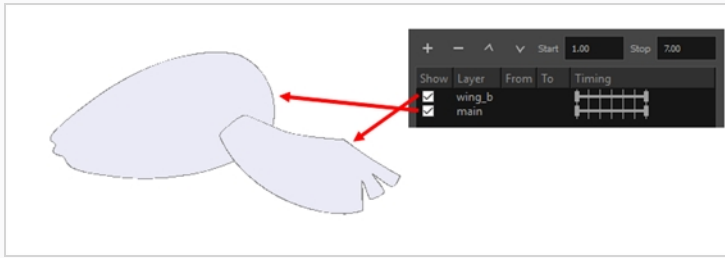 Start 1.00 Stop 7.00
Show Layer From To Timing
wing_b
main